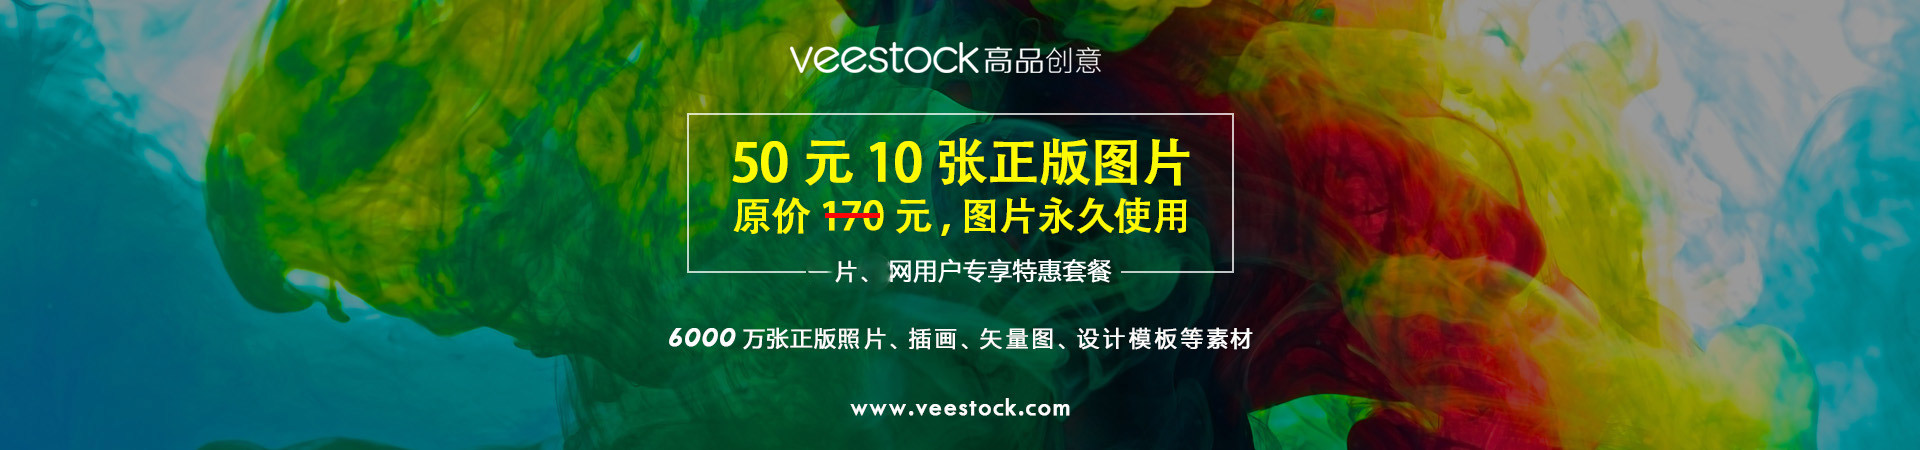 veestock高品创意
50 元 10 张正版图片
原价 170 元, 图片永久使用
一片、 网用户专享特惠套餐
6000 万张正版照片、插画、矢量图、设计模板等素材
www.veestock.com